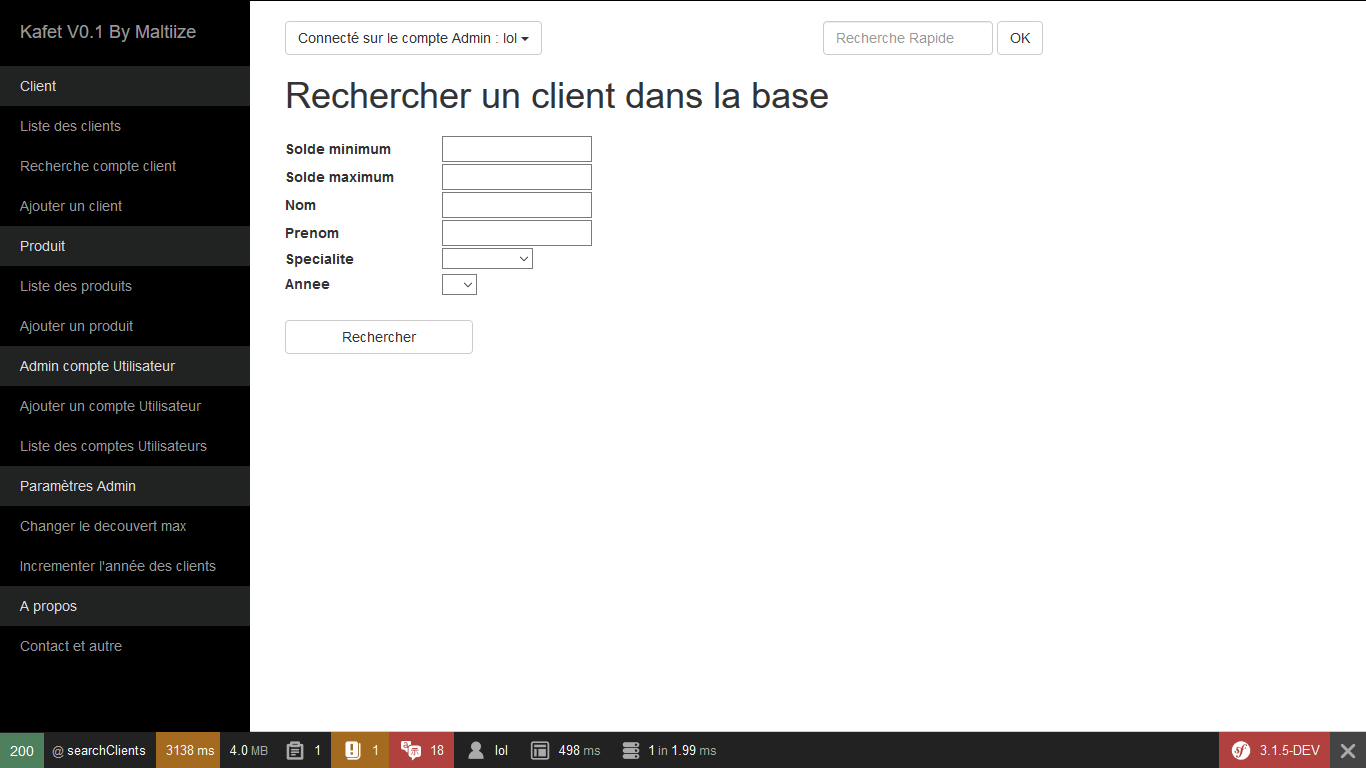 Kafet V0.1 By Maltiize
Client
Liste des clients
Recherche compte client
Ajouter un client
Produit
Liste des produits
Ajouter un produit
Admin compte Utilisateur
Ajouter un compte Utilisateur
Liste des comptes Utilisateurs
Paramètres Admin
Changer le decouvert max
Incrementer l'année des clients
A propos
Contact et autre
Connecté sur le compte Admin : lol
Recherche Rapide OK
Rechercher un client dans la base
Solde minimum
Solde maximum
Nom
Prenom
Specialite
Annee
Rechercher
200 @ searchClients 3138 ms 4.0 MB 1 1 18 lol 498 ms 1 in 1.99 ms sf 3.1.5-DEV